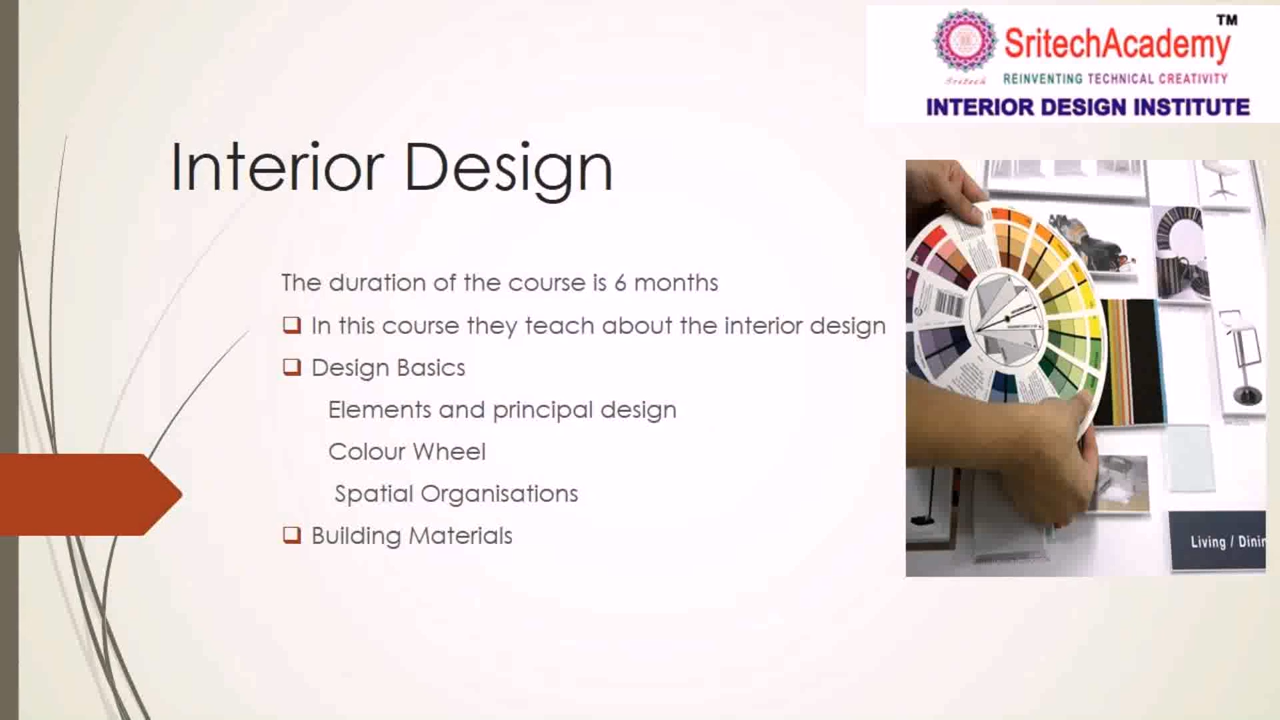 TM
SritechAcademy
Sritech
REINVENTING TECHNICAL CREATIVITY
INTERIOR DESIGN INSTITUTE
Interior Design
The duration of the course is 6 months
In this course they teach about the interior design
Design Basics
Elements and principal design
Colour Wheel
Spatial Organisations
Building Materials
Living / Dinin